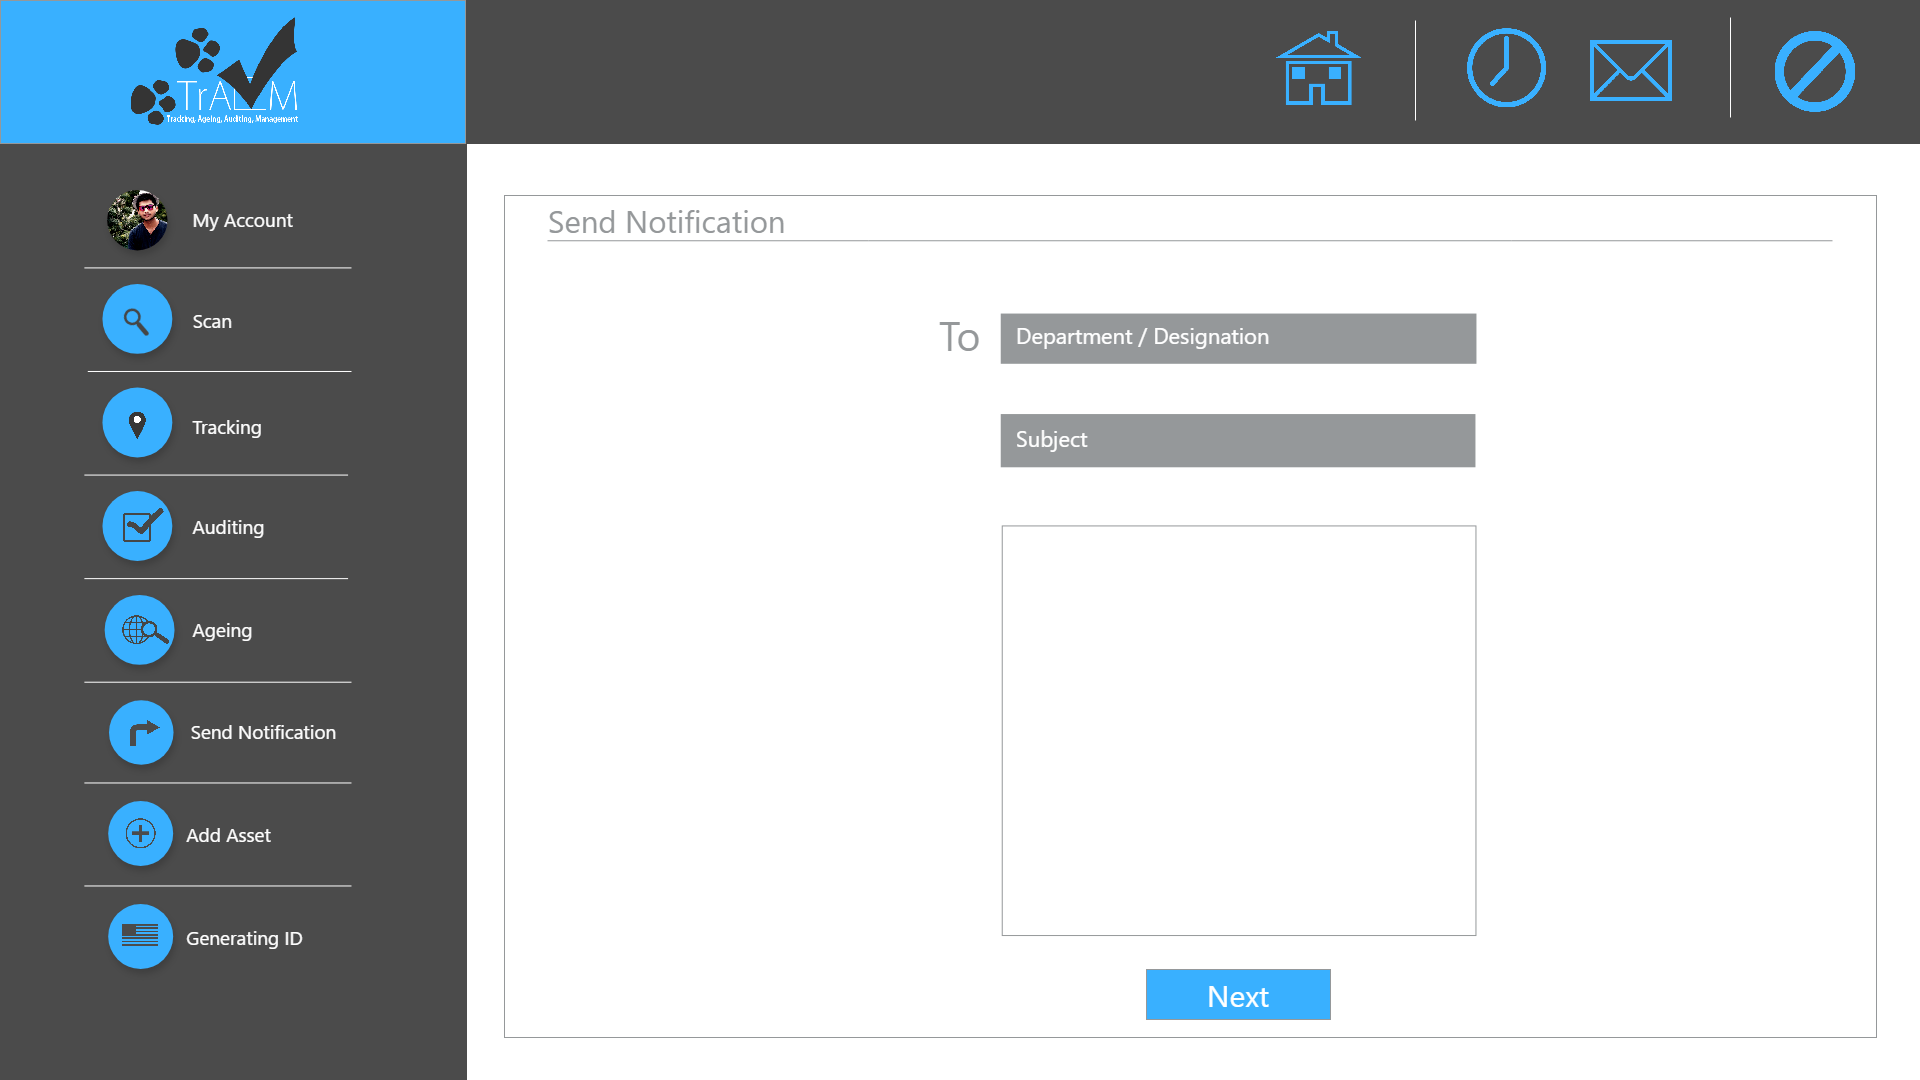 TrAAM
Tracking, Ageing, Auditing, Management
My Account
Scan
Tracking
Auditing
Ageing
Send Notification
Add Asset
Generating ID
Send Notification
To Department / Designation
Subject
Next